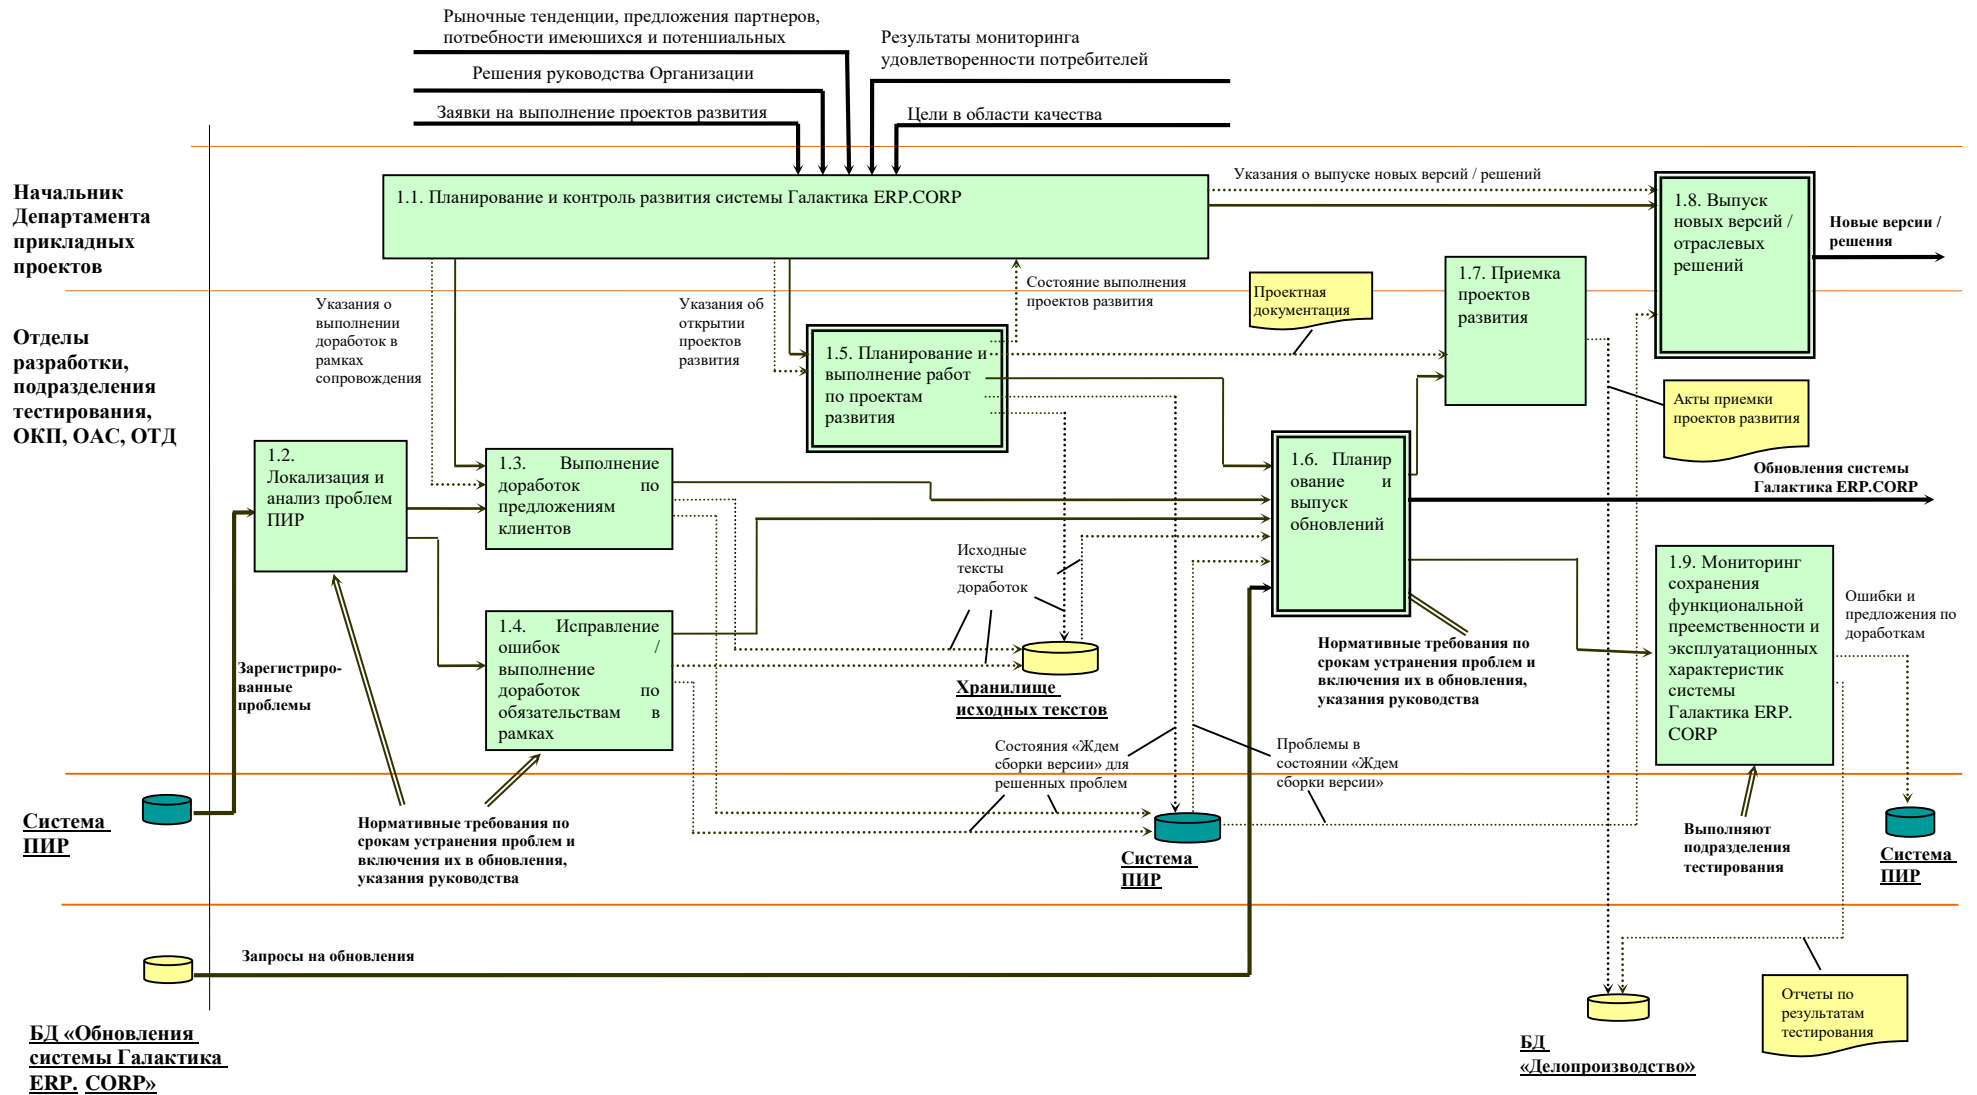 Рыночные тенденции, предложения партнеров,
потребности имеющихся и потенциальных
Результаты мониторинга
удовлетворенности потребителей
Решения руководства Организации
Заявки на выполнение проектов развития
Цели в области качества
Начальник
Департамента
прикладных
проектов
1.1. Планирование и контроль развития системы Галактика ERP.CORP
Указания о выпуске новых версий / решений
1.8. Выпуск
новых версий /
отраслевых
решений
Новые версии /
решения
Указания о
выполнении
доработок в
рамках
сопровождения
Указания об
открытии
проектов
развития
Состояние выполнения
проектов развития
Проектная
документация
1.7. Приемка
проектов
развития
Отделы
разработки,
подразделения
тестирования,
ОКП, ОАС, ОТД
1.5. Планирование и
выполнение работ
по проектам
развития
Акты приемки
проектов развития
1.2.
Локализация и
анализ проблем
ПИР
1.3. Выполнение
доработок по
предложениям
клиентов
1.6. Планир
ование и
выпуск
обновлений
Обновления системы
Галактика ERP.CORP
Исходные
тексты
доработок
1.4. Исправление
ошибок /
выполнение
доработок по
обязательствам в
рамках
1.9. Мониторинг
сохранения
функциональной
преемственности и
эксплуатационных
характеристик
системы
Галактика ERP.
CORP
Ошибки и
предложения по
доработкам
Зарегистриро-
ванные
проблемы
Хранилище
исходных текстов
Нормативные требования по
срокам устранения проблем и
включения их в обновления,
указания руководства
Состояния «Ждем
сборки версии» для
решенных проблем
Проблемы в
состоянии «Ждем
сборки версии»
Система
ПИР
Нормативные требования по
срокам устранения проблем и
включения их в обновления,
указания руководства
Система
ПИР
Выполняют
подразделения
тестирования
Система
ПИР
Запросы на обновления
БД «Обновления
системы Галактика
ERP. CORP»
Отчеты по
результатам
тестирования
БД
«Делопроизводство»